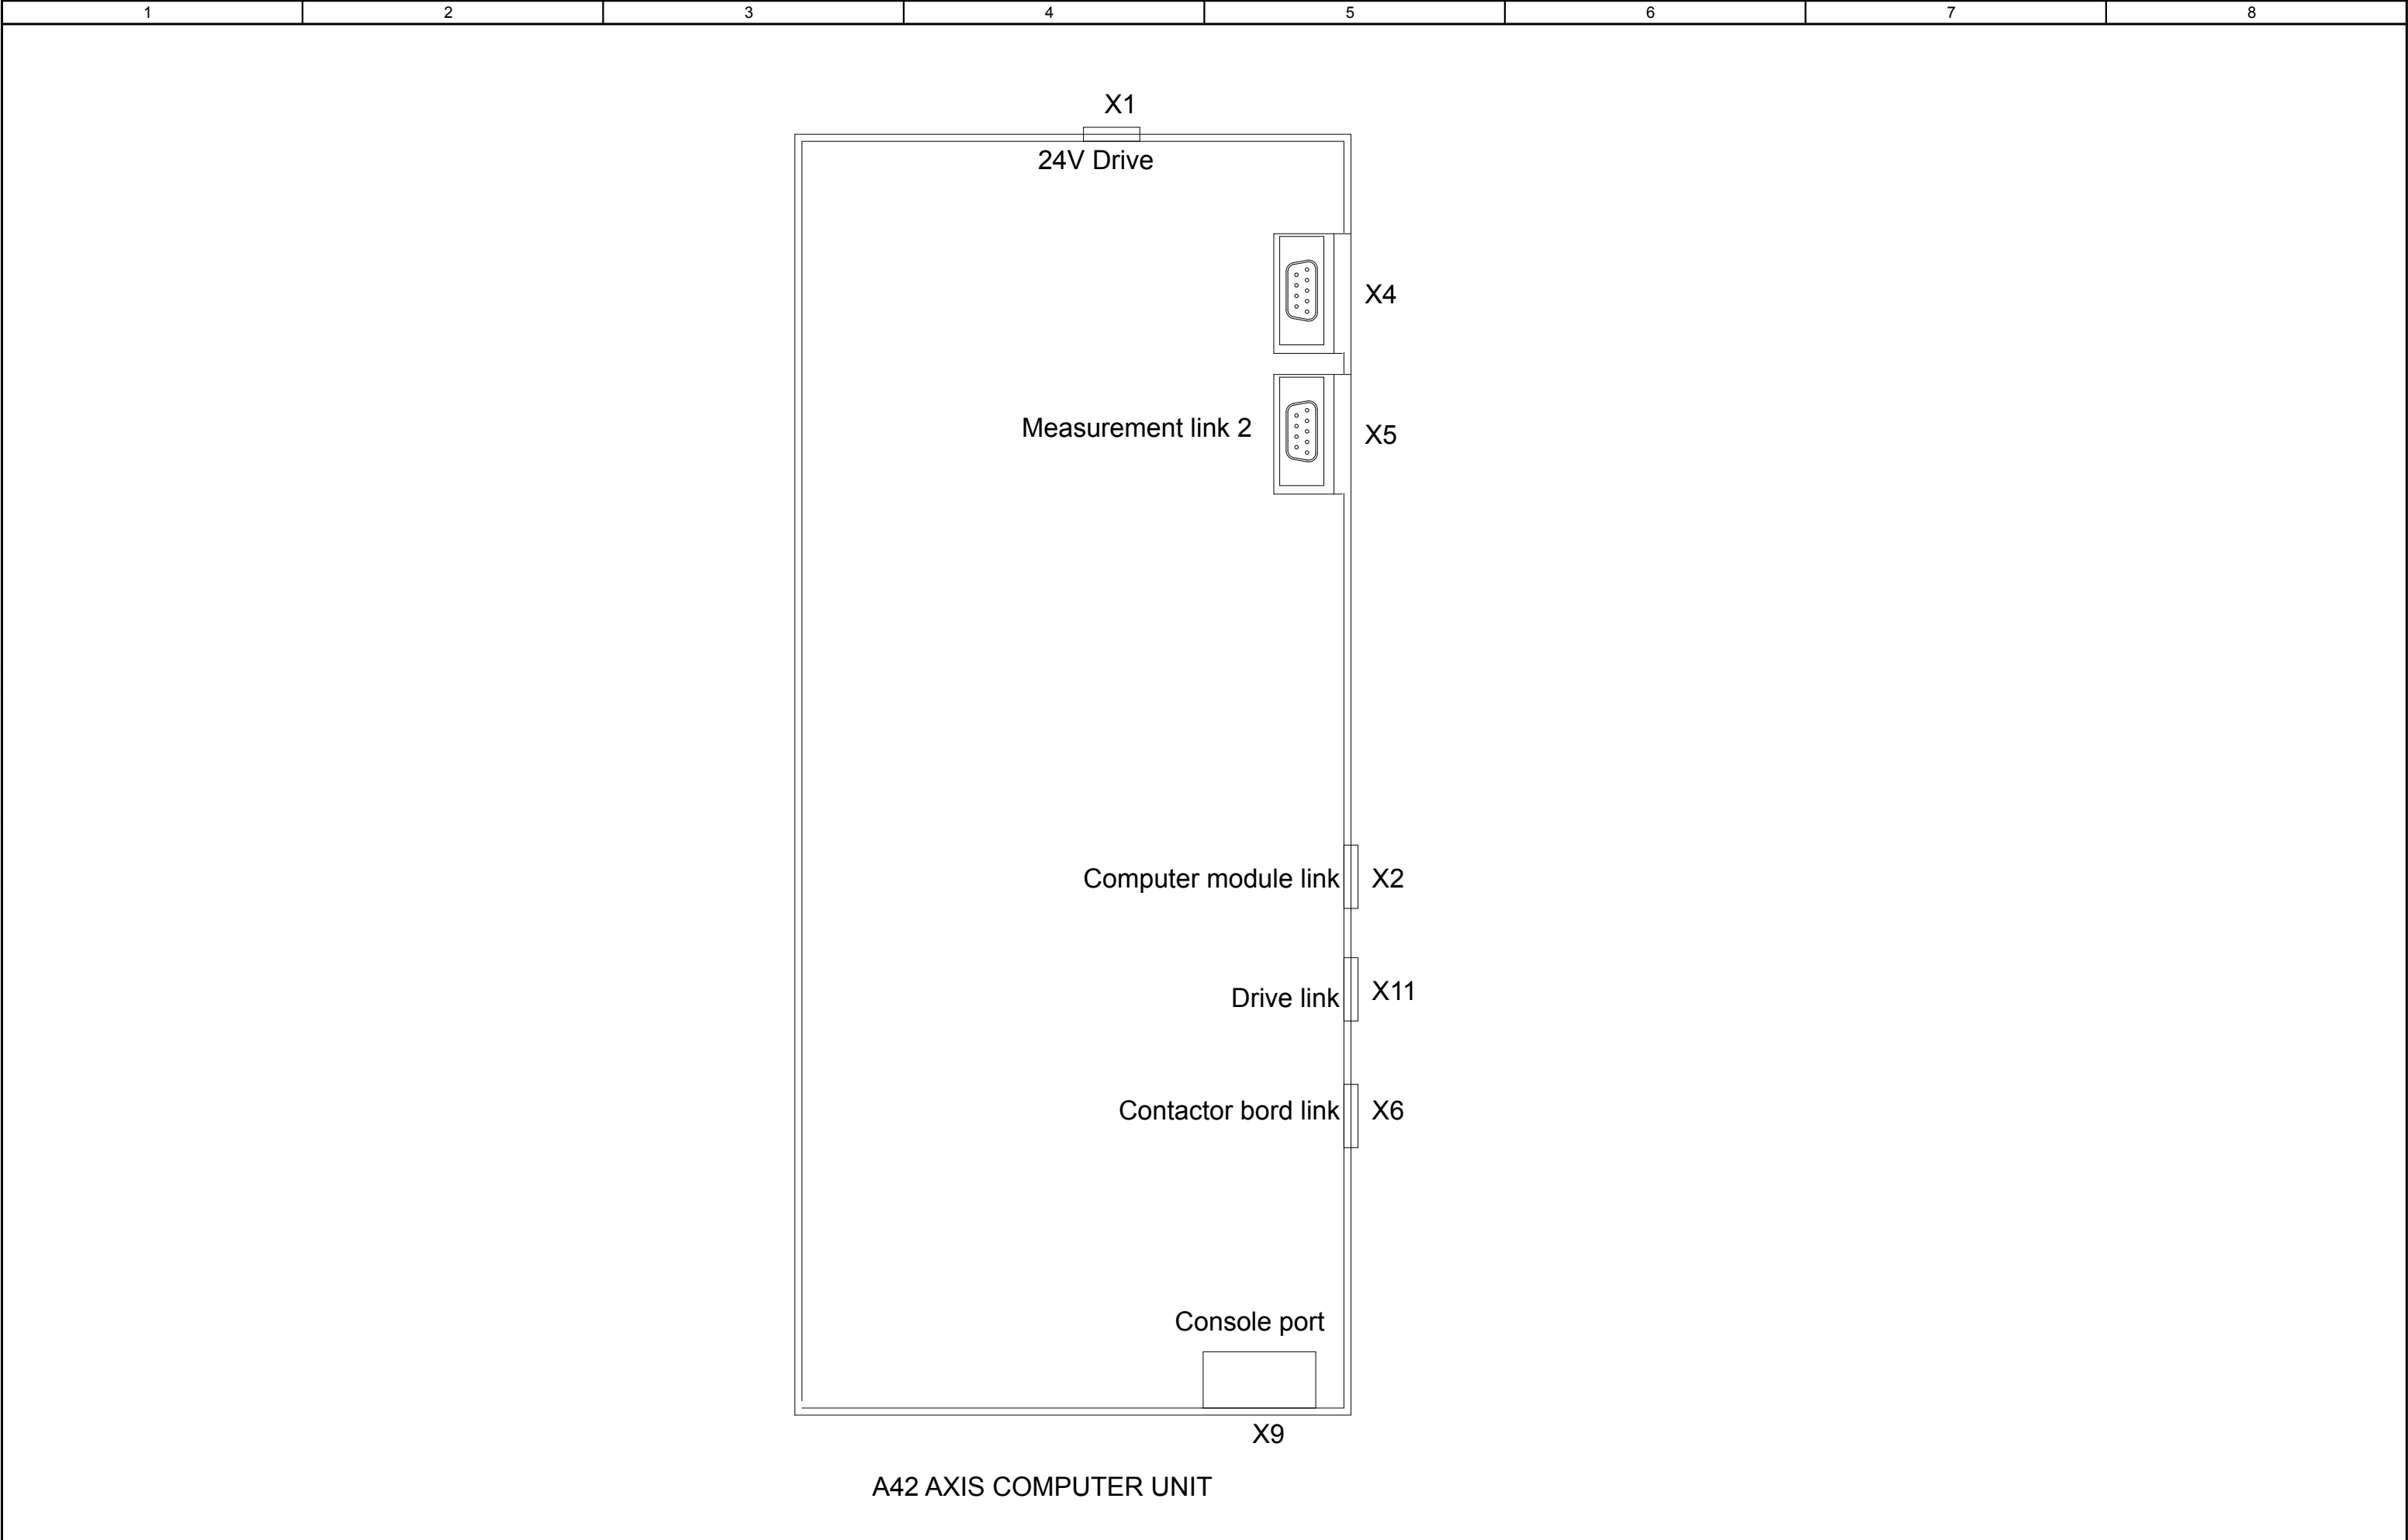 1 2 3 4 5 6 7 8
X1
24V Drive
X4
Measurement link 2 X5
Computer module link X2
Drive link X11
Contactor bord link X6
Console port
X9
A42 AXIS COMPUTER UNIT